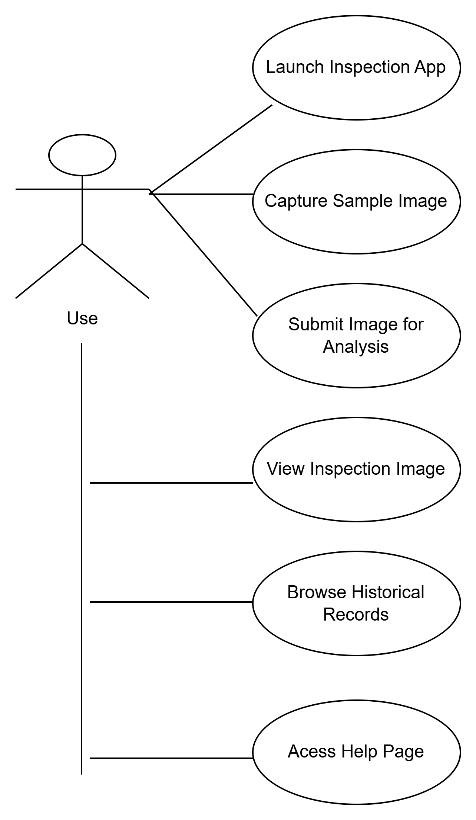 Launch Inspection App
Capture Sample Image
Use
Submit Image for
Analysis
View Inspection Image
Browse Historical
Records
Acess Help Page